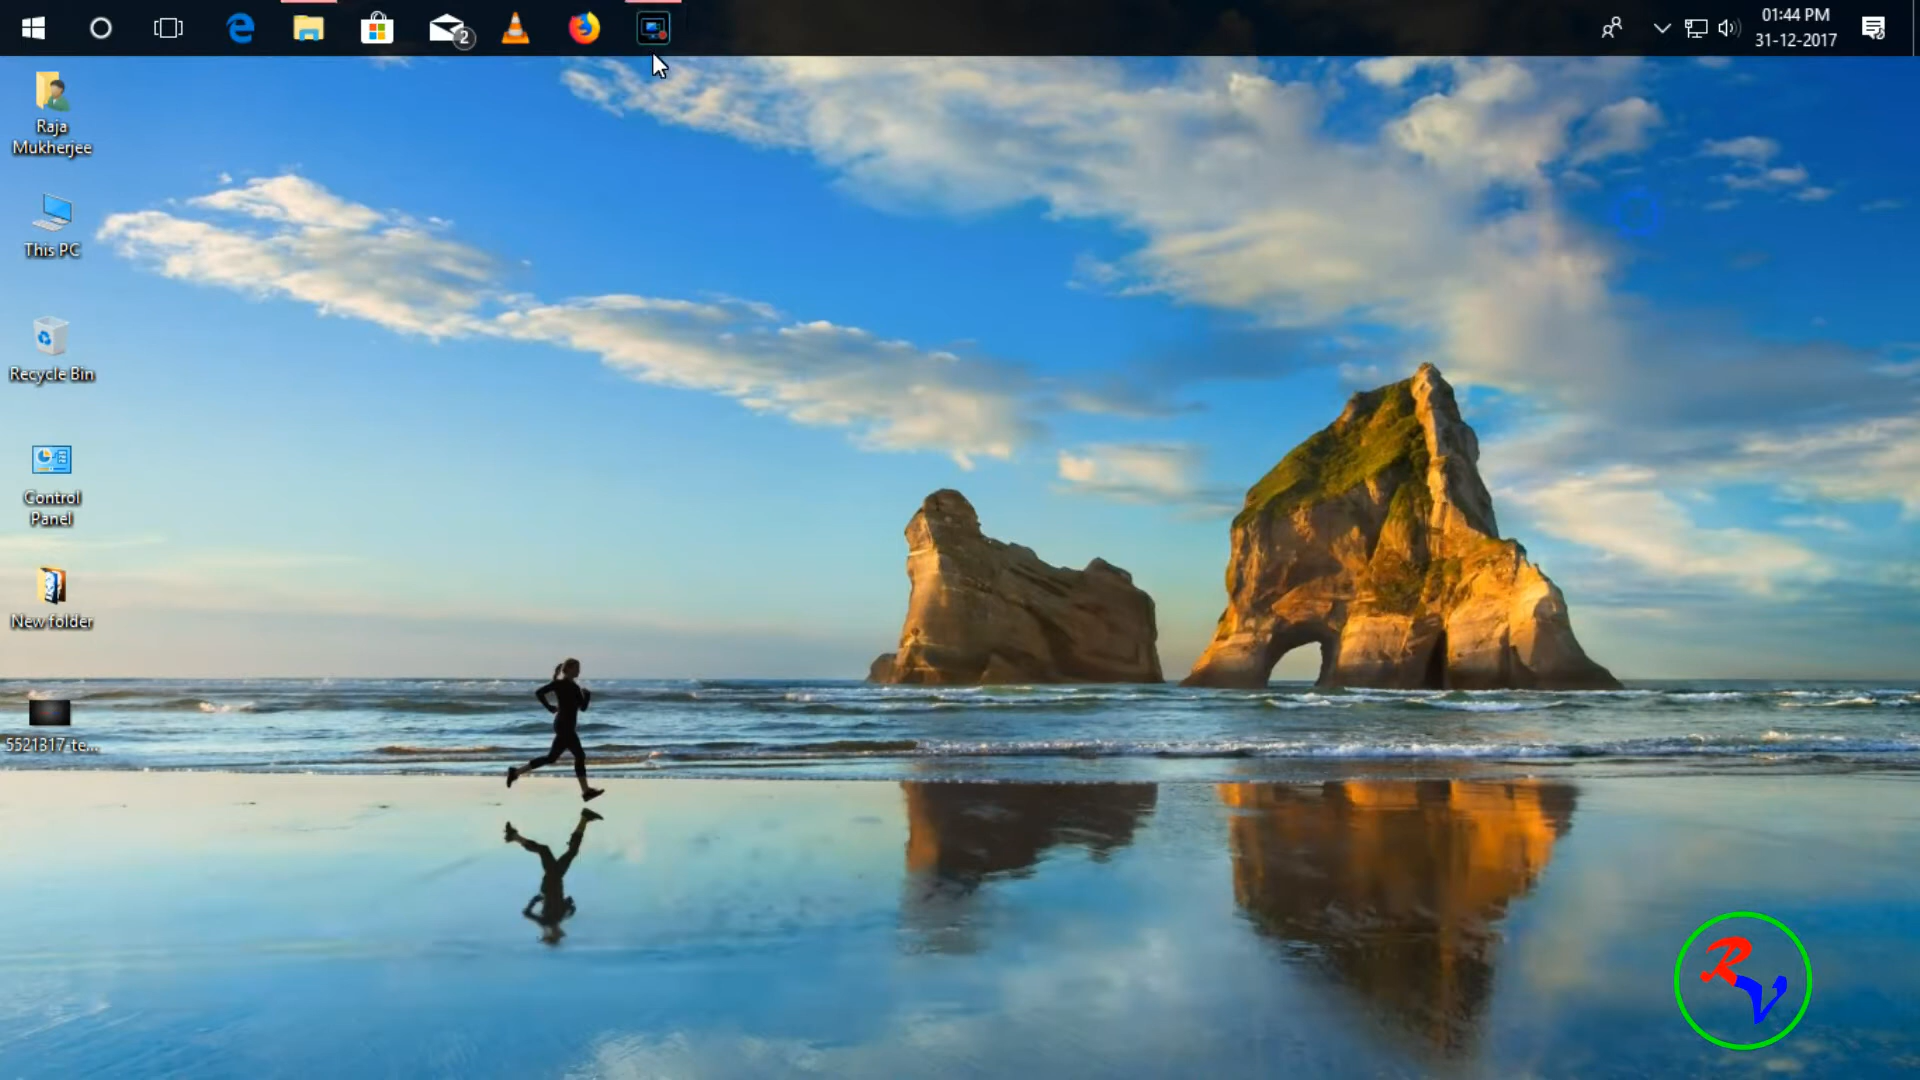 2
01:44 PM
31-12-2017
Raja
Mukherjee
This PC
Recycle Bin
Control
Panel
New folder
5521317-te...
RV